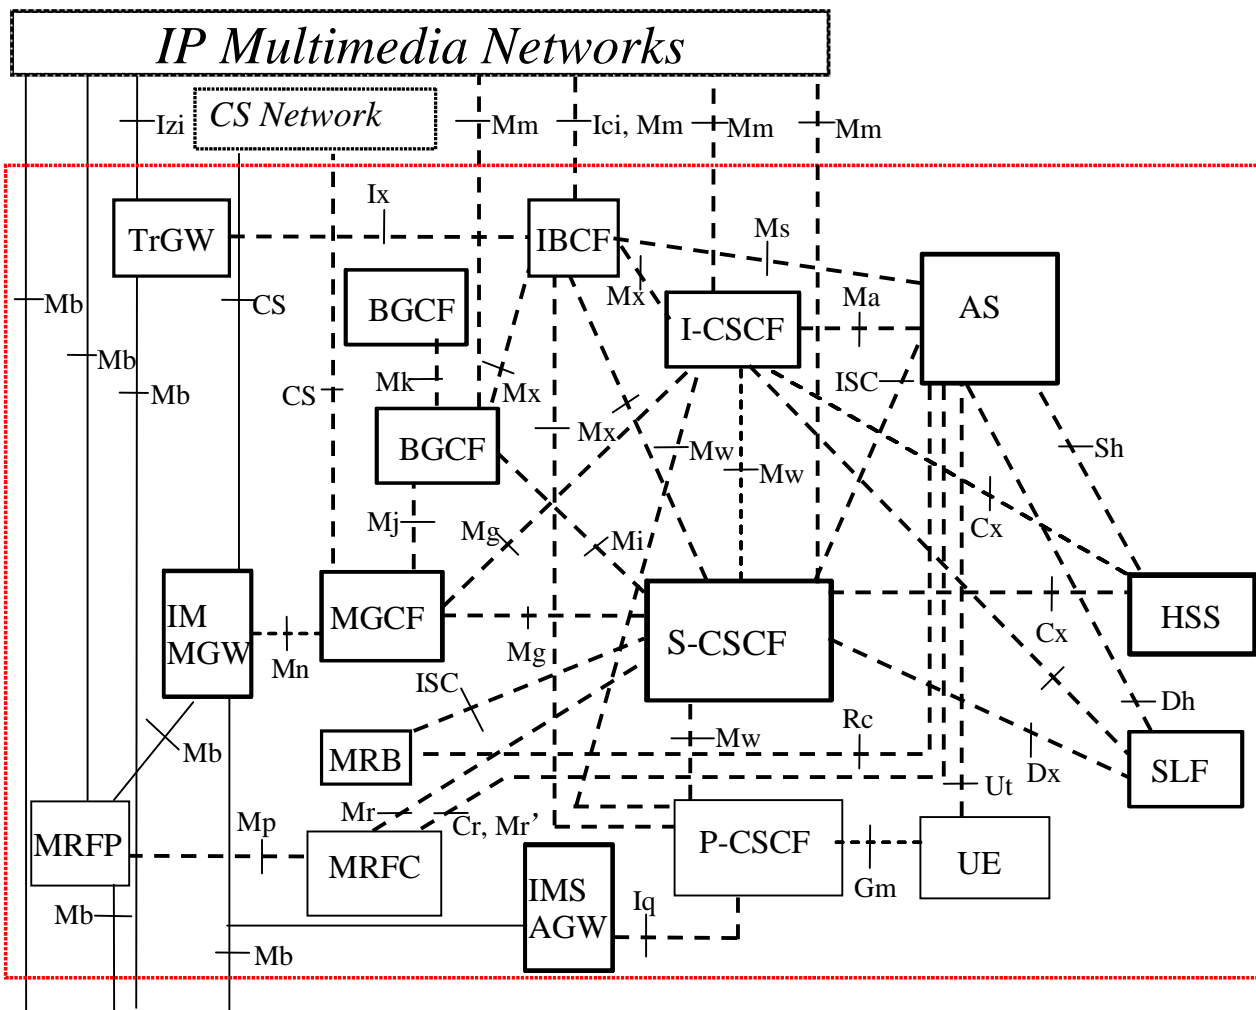 IP Multimedia Networks
CS Network
Izi
Mm
Ici, Mm
Mm
Mm
Ix
Ms
TrGW
IBCF
Mx
Ma
AS
Mb
CS
BGCF
I-CSCF
Mb
Mb
CS
Mk
Mx
ISC
BGCF
Mx
Mw
Mw
Sh
Mj
Mg
Mi
Cx
IM
MGW
MGCF
S-CSCF
HSS
Mn
Mg
Cx
ISC
Mb
MRB
Mw
Rc
Dh
Dx
SLF
Ut
Mp
Mr
Cr, Mr’
MRFP
MRFC
P-CSCF
Gm
UE
IMS
AGW
Iq
Mb
Mb